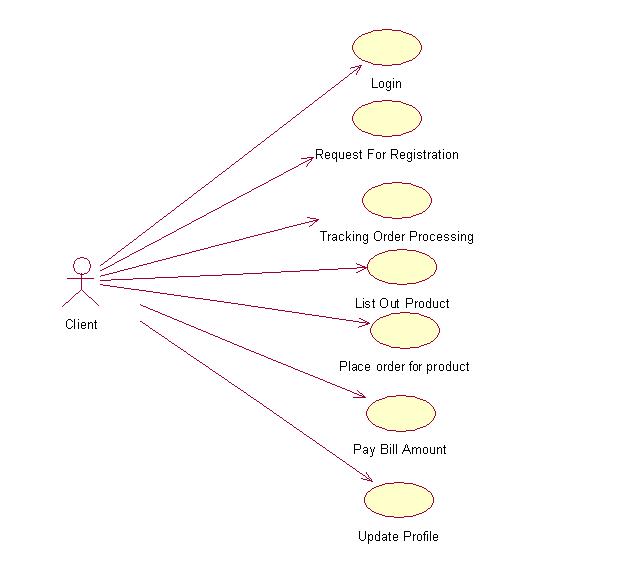 Login
Request For Registration
Tracking Order Processing
List Out Product
Client
Place order for product
Pay Bill Amount
Update Profile